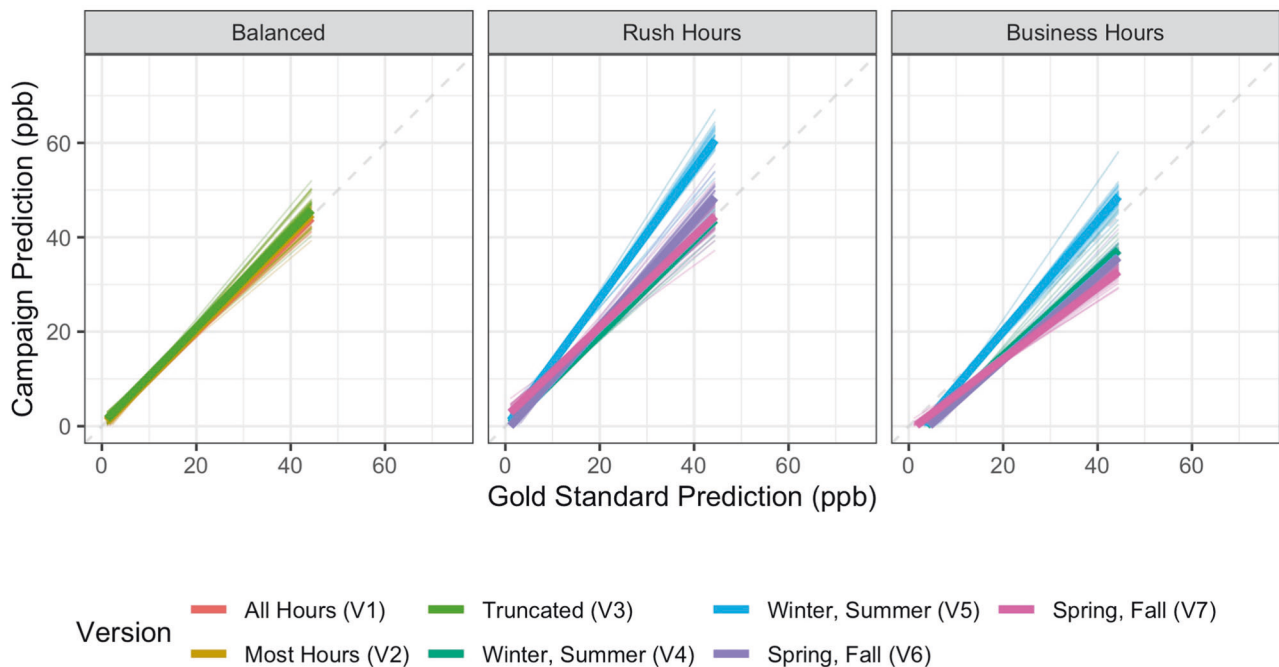 Balanced
Rush Hours
Business Hours
Campaign Prediction (ppb)
60
40
20
0
0 20 40 60
0 20 40 60
0 20 40 60
Gold Standard Prediction (ppb)
Version
All Hours (V1)
Truncated (V3)
Winter, Summer (V5)
Spring, Fall (V7)
Most Hours (V2)
Winter, Summer (V4)
Spring, Fall (V6)